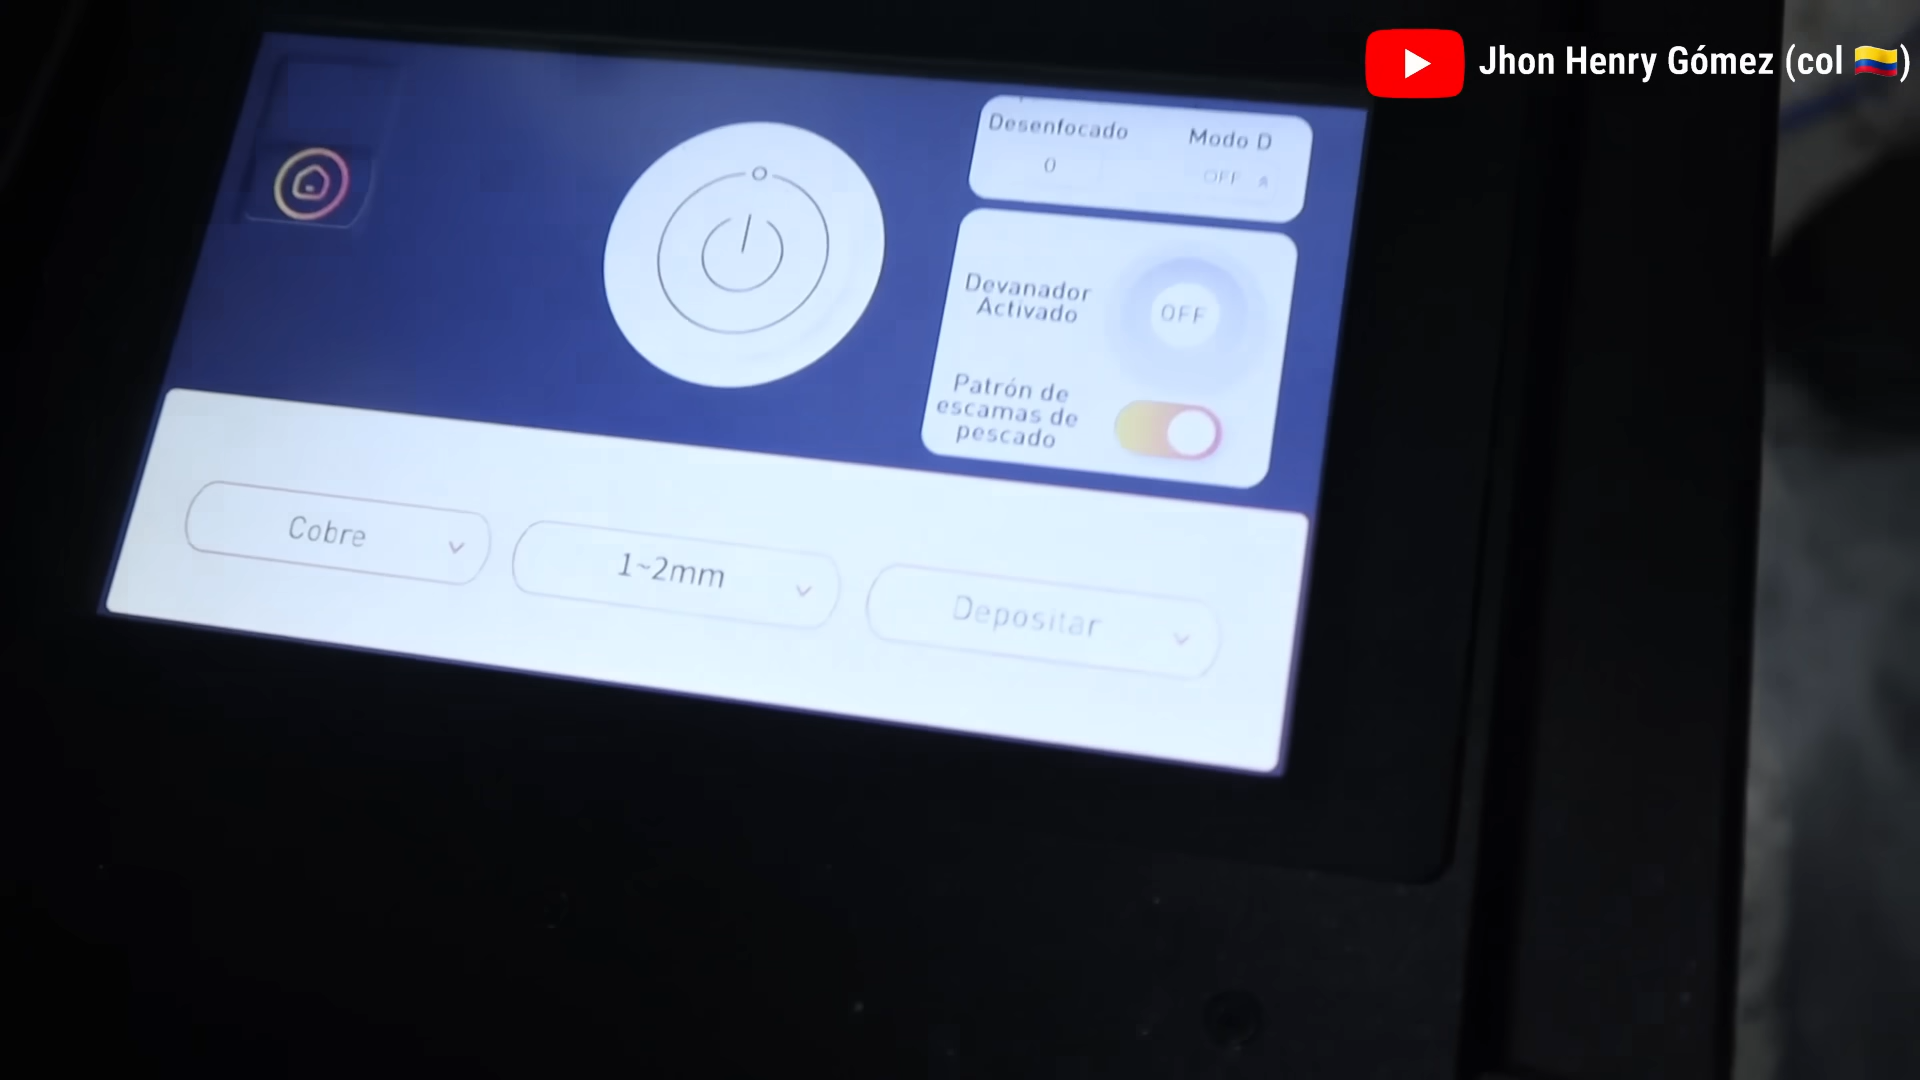 Jhon Henry Gómez (col 🇨🇴)
Desenfocado
Modo D
0
OFF
Devanador
Activado
OFF
Patrón de
escamas de
pescado
Cobre
1~2mm
Depositar